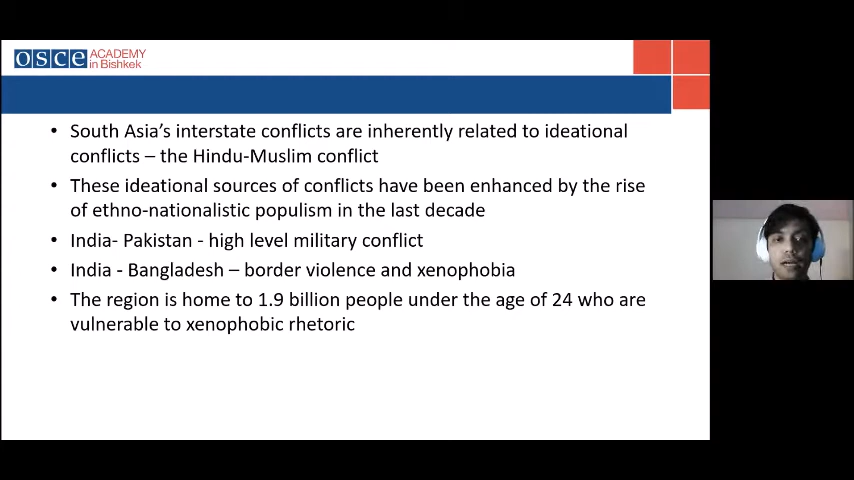 osce ACADEMY
in Bishkek
• South Asia's interstate conflicts are inherently related to ideational
conflicts – the Hindu-Muslim conflict
• These ideational sources of conflicts have been enhanced by the rise
of ethno-nationalistic populism in the last decade
• India- Pakistan - high level military conflict
• India - Bangladesh – border violence and xenophobia
• The region is home to 1.9 billion people under the age of 24 who are
vulnerable to xenophobic rhetoric